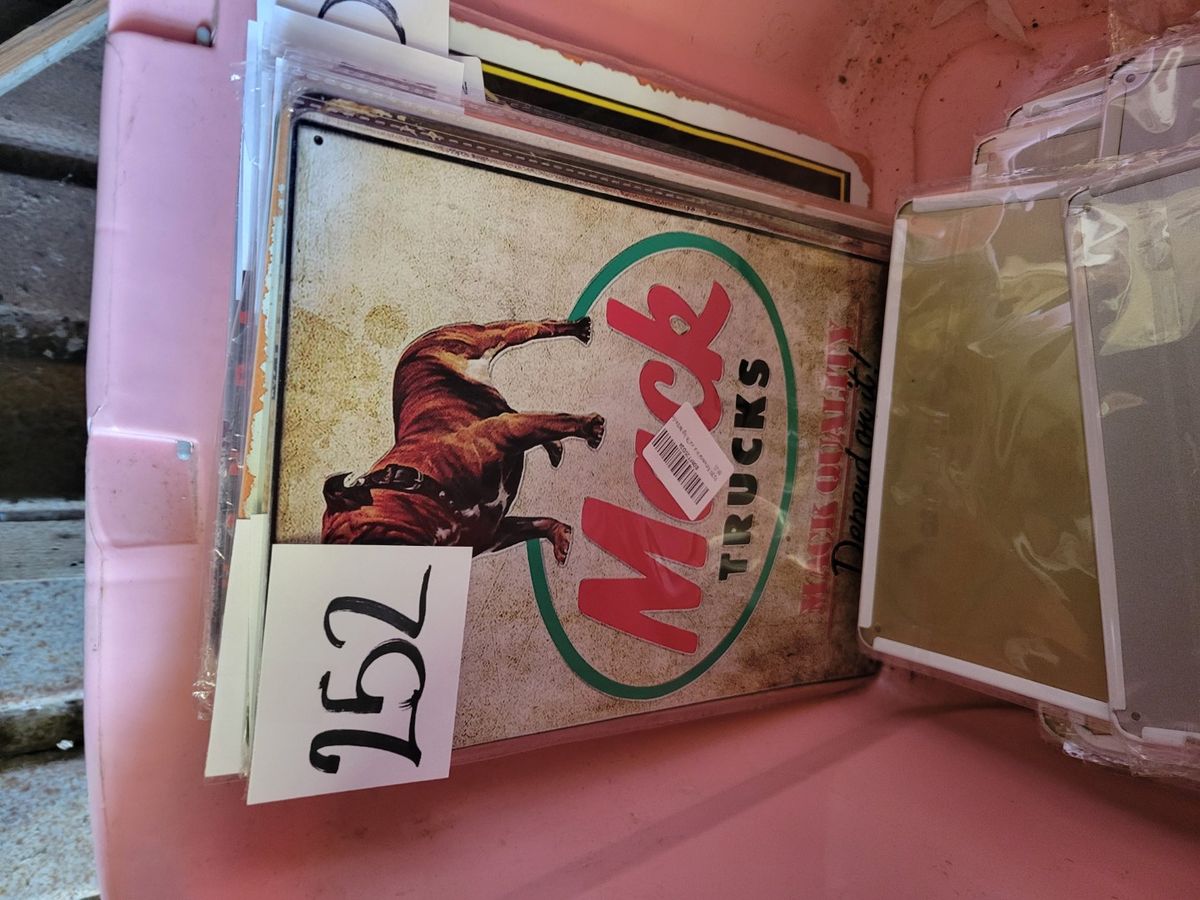 Mack
TRUCKS
MACK QUALITY
Depend on it!
252